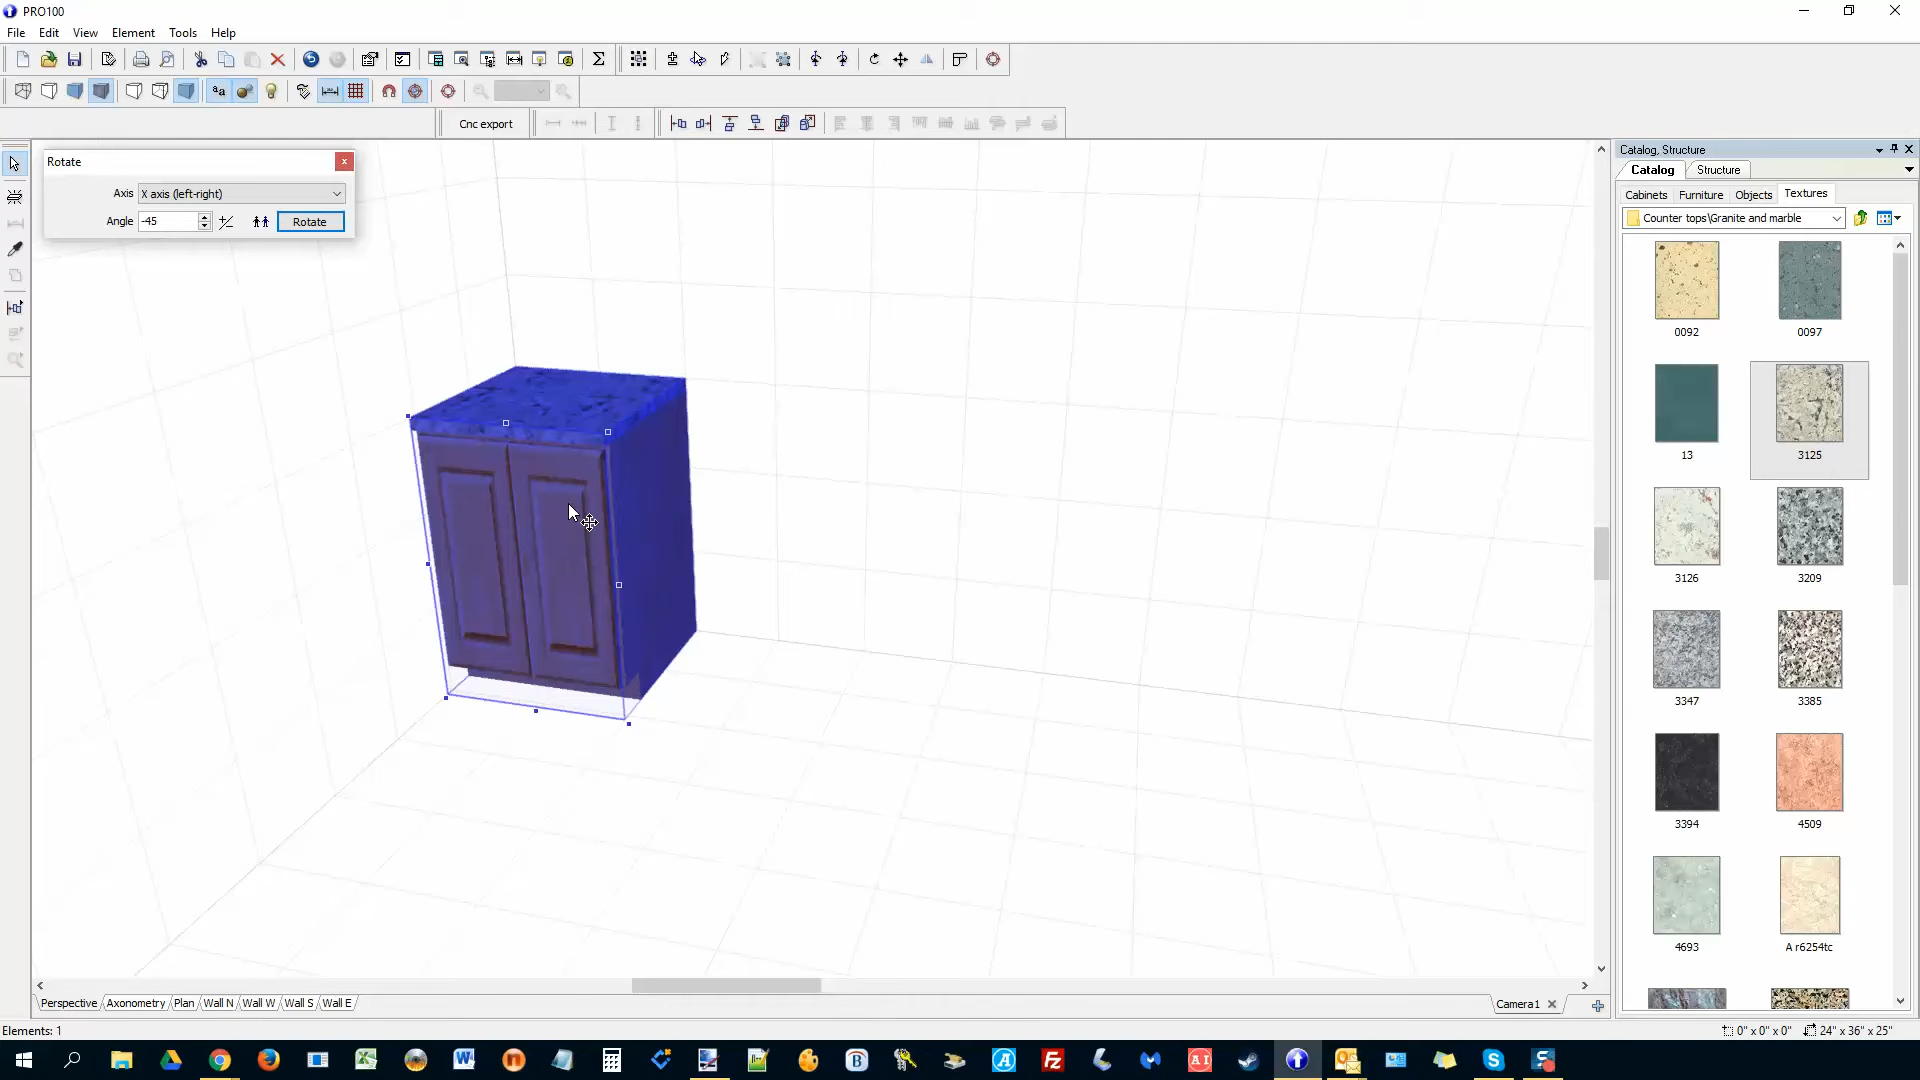 PRO100
File Edit View Element Tools Help
Σ
aa
Cnc export
Rotate
Axis X axis (left-right)
Angle -45 Rotate
Catalog, Structure
Catalog Structure
Cabinets Furniture Objects Textures
Counter tops\Granite and marble
0092 0097
13 3125
3126 3209
3347 3385
3394 4509
4693 A r6254tc
Perspective Axonometry Plan Wall N Wall W Wall S Wall E
Camera1
Elements: 1
0" x 0" x 0" 24" x 36" x 25"